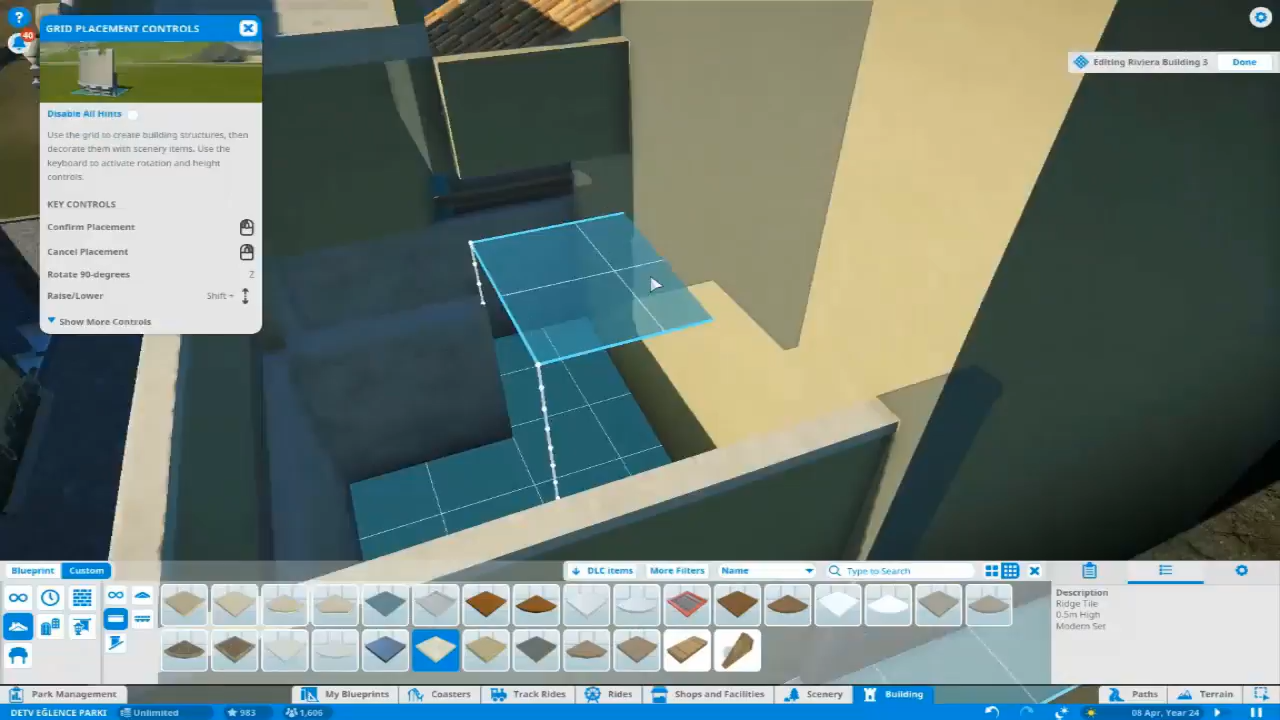 ?
40
GRID PLACEMENT CONTROLS
Disable All Hints
Use the grid to create building structures, then
decorate them with scenery items. Use the
keyboard so activate rotation and height
controls.
KEY CONTROLS
Confirm Placement
Cancel Placement
Rotate 90-degrees Z
Raise/Lower Shift +
Show More Controls
Editing Riviera Building 3 Done
Blueprint Custom
DLC items More Filters Name Type to Search
Description
Ridge Tile
0.5m High
Modern Set
Park Management My Blueprints Coasters Track Rides Rides Shops and Facilities Scenery Building Paths Terrain
DETV EĞLENCE PARKI Unlimited 983 1,606 08 Apr, Year 24